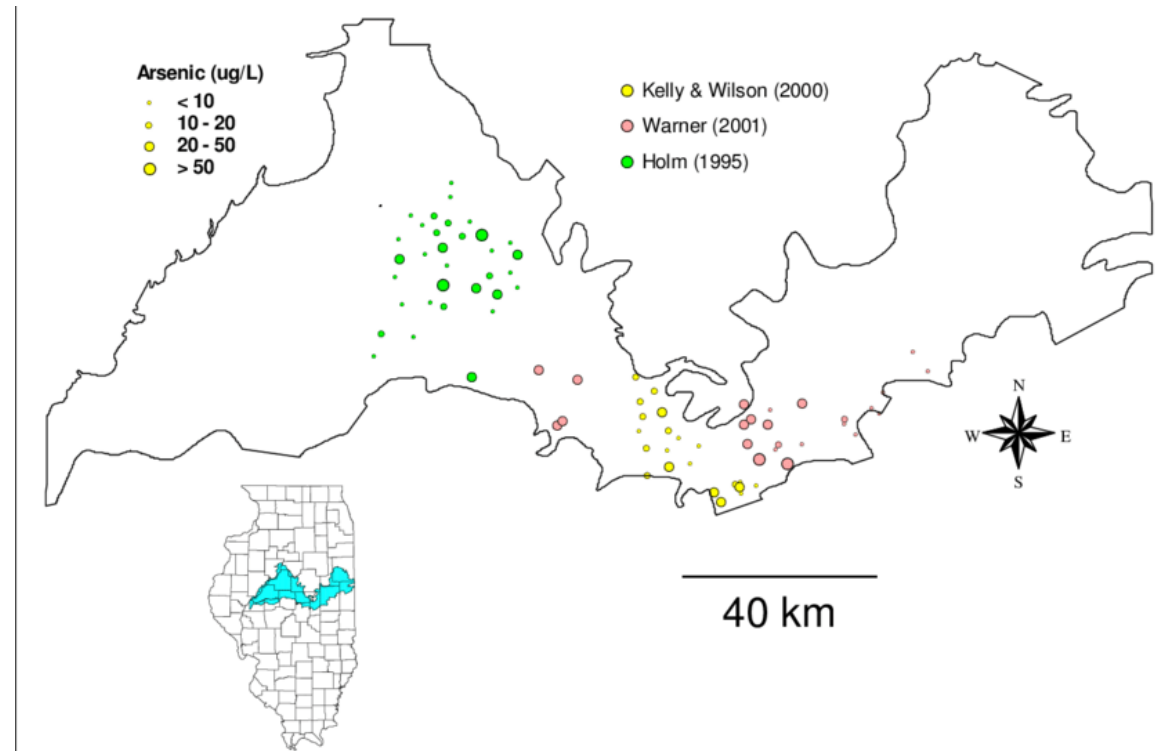 Arsenic (ug/L)
< 10
10 - 20
20 - 50
> 50
Kelly & Wilson (2000)
Warner (2001)
Holm (1995)
N
W
E
S
40 km